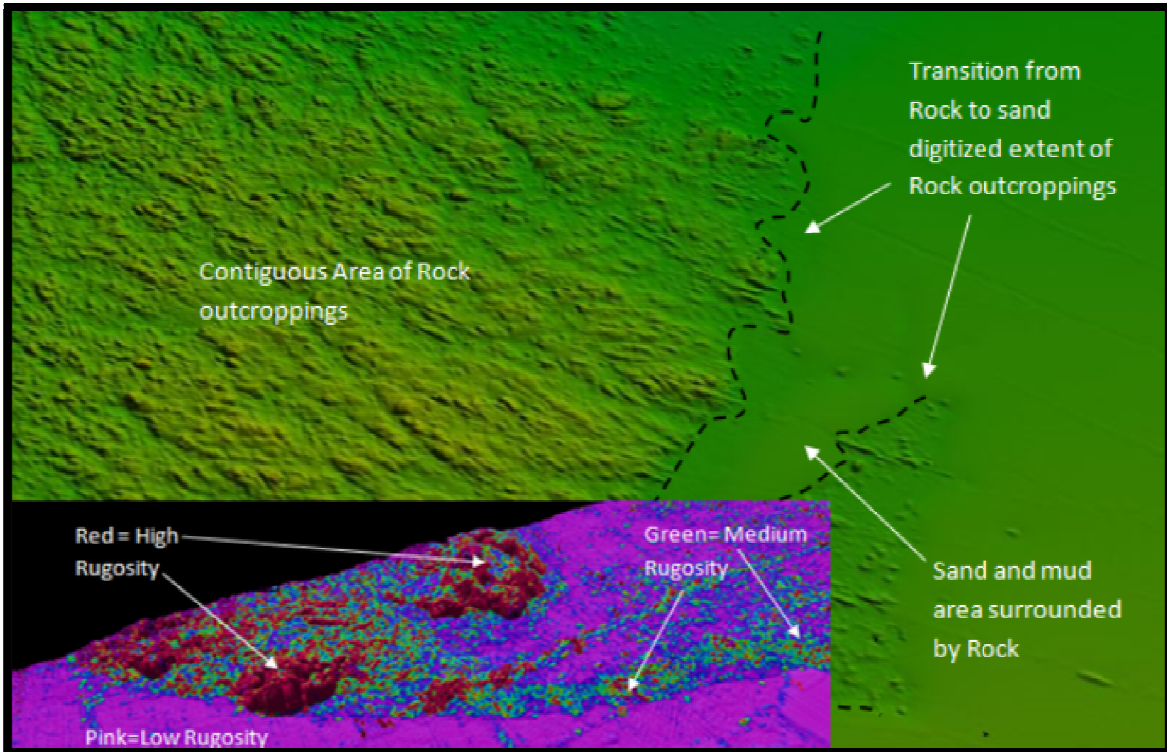 Transition from
Rock to sand
digitized extent of
Rock outcroppings
Contiguous Area of Rock
outcroppings
Red = High
Rugosity
Green= Medium
Rugosity
Sand and mud
area surrounded
by Rock
Pink=Low Rugosity